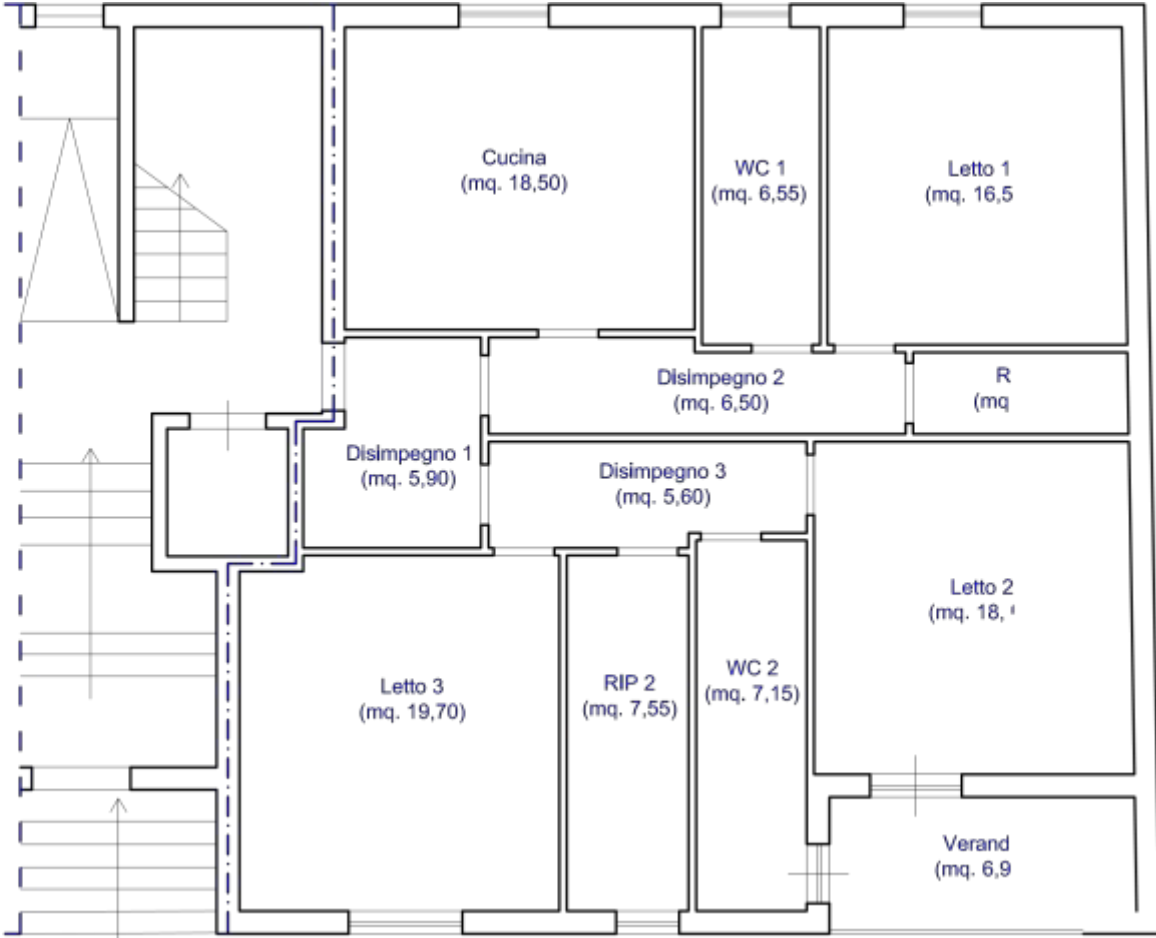 Cucina
(mq. 18,50)
WC 1
(mq. 6,55)
Letto 1
(mq. 16,5
Disimpegno 2
(mq. 6,50)
R
(mq
Disimpegno 1
(mq. 5,90)
Disimpegno 3
(mq. 5,60)
Letto 2
(mq. 18,
Letto 3
(mq. 19,70)
RIP 2
(mq. 7,55)
WC 2
(mq. 7,15)
Verand
(mq. 6,9